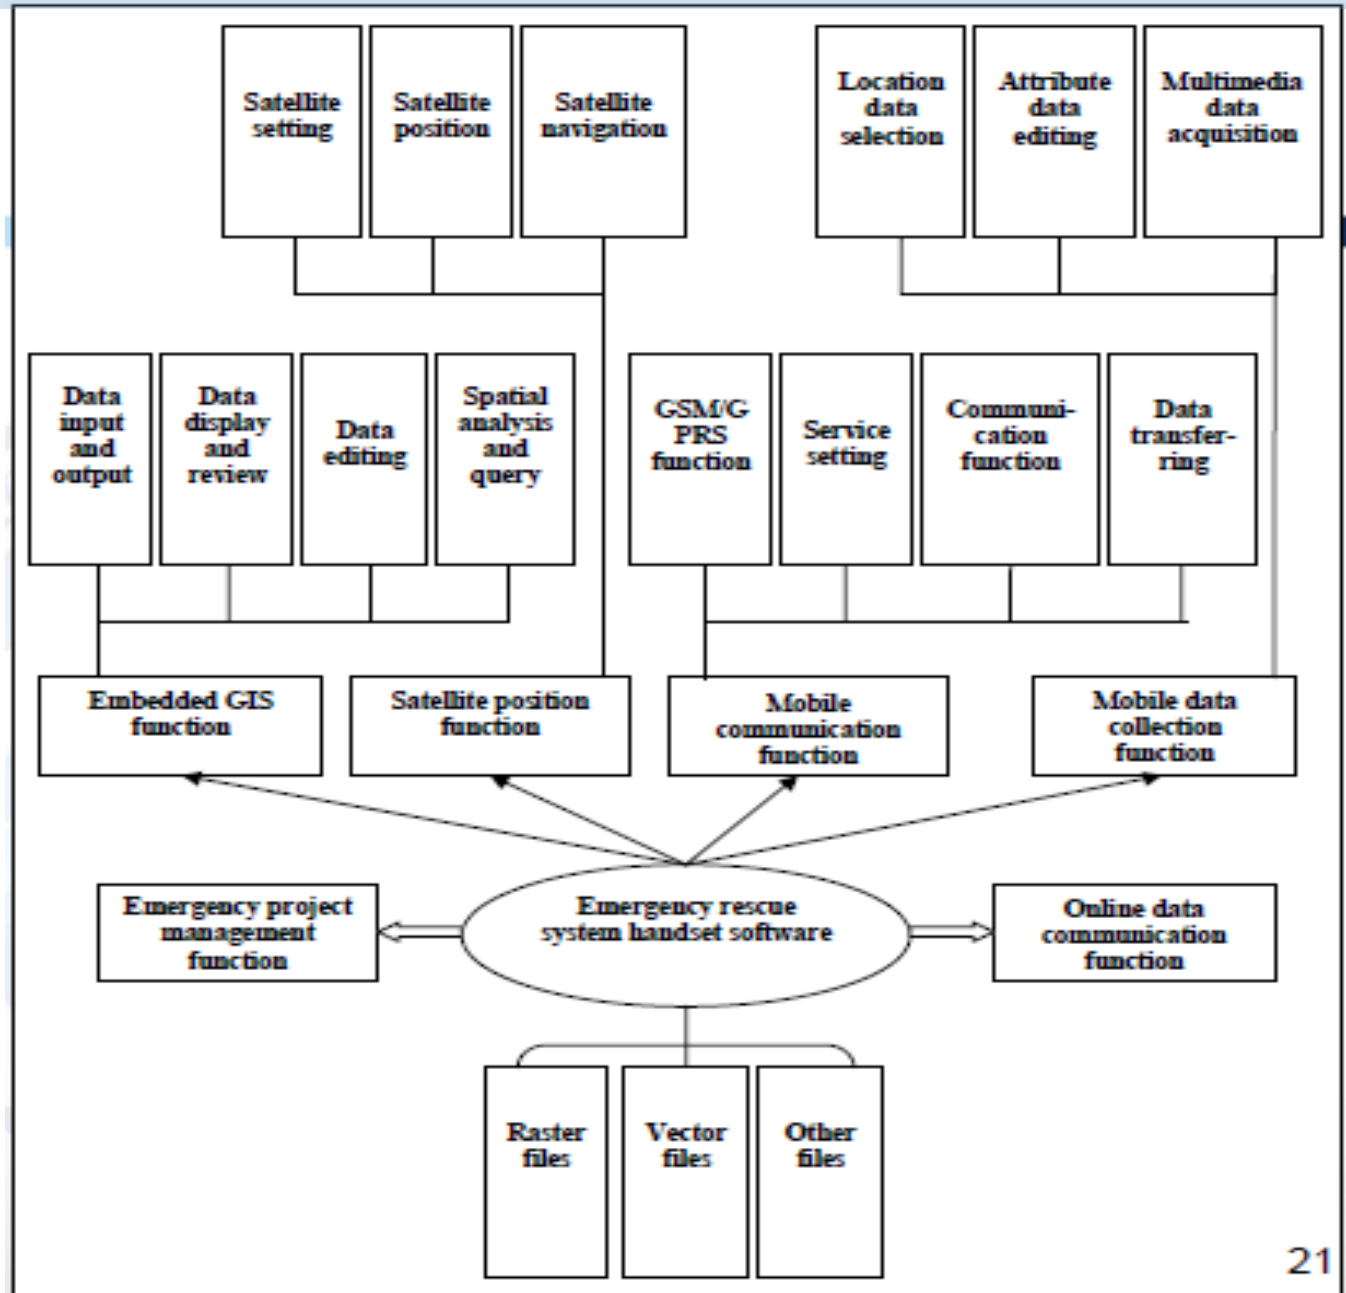 Satellite
setting
Satellite
position
Satellite
navigation
Location
data
selection
Attribute
data
editing
Multimedia
data
acquisition
Data
input
and
output
Data
display
and
review
Data
editing
Spatial
analysis
and
query
GSM/G
PRS
function
Service
setting
Communi-
cation
function
Data
transfer-
ring
Embedded GIS
function
Satellite position
function
Mobile
communication
function
Mobile data
collection
function
Emergency project
management
function
Emergency rescue
system handset software
Online data
communication
function
Raster
files
Vector
files
Other
files
21